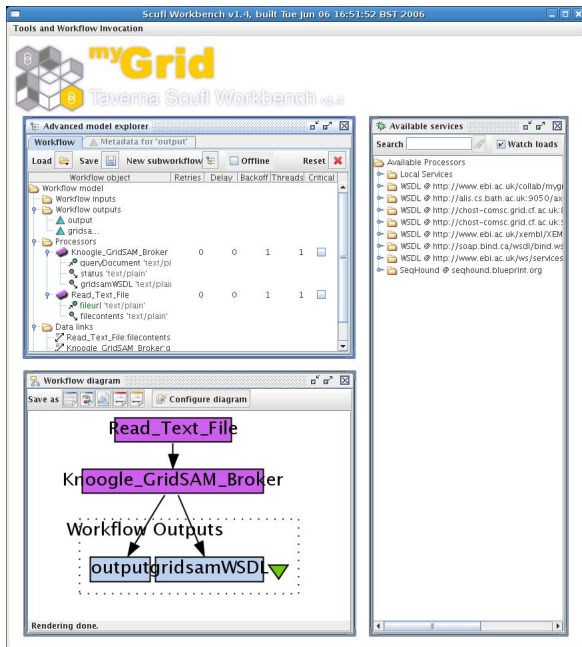 Scufl Workbench v1.4, built Tue Jun 06 16:51:52 BST 2006
Tools and Workflow Invocation
myGrid
Taverna Scufl Workbench v1.4
Advanced model explorer
Workflow
Metadata for 'output'
Load Save New subworkflow Offline Reset
Workflow object Retries Delay Backoff Threads Critical
Workflow model
Workflow inputs
Workflow outputs
output
gridsa...
Processors
Knoogle_GridSAM_Broker 0 0 1 1
queryDocument 'text/pl
status 'text/plain'
gridsamWSDL 'text/plai
Read_Text_File 0 0 1 1
fileurl 'text/plain'
filecontents 'text/plain'
Data links
Read_Text_File:filecontents
Knoogle_GridSAM_Broker:g
Workflow diagram
Save as Configure diagram
Read_Text_File
Knoogle_GridSAM_Broker
Workflow Outputs
output gridsamWSDL
Rendering done.
Available services
Search Watch loads
Available Processors
Local Services
WSDL @ http://www.ebi.ac.uk/collab/mygr
WSDL @ http://alis.cs.bath.ac.uk:9050/ax
WSDL @ http://chost-comsc.grid.cf.ac.uk:
WSDL @ http://chost-comsc.grid.cf.ac.uk:
WSDL @ http://www.ebi.ac.uk/xembl/XEM
WSDL @ http://soap.bind.ca/wsdl/bind.ws
WSDL @ http://www.ebi.ac.uk/ws/services
SeqHound @ seqhound.blueprint.org